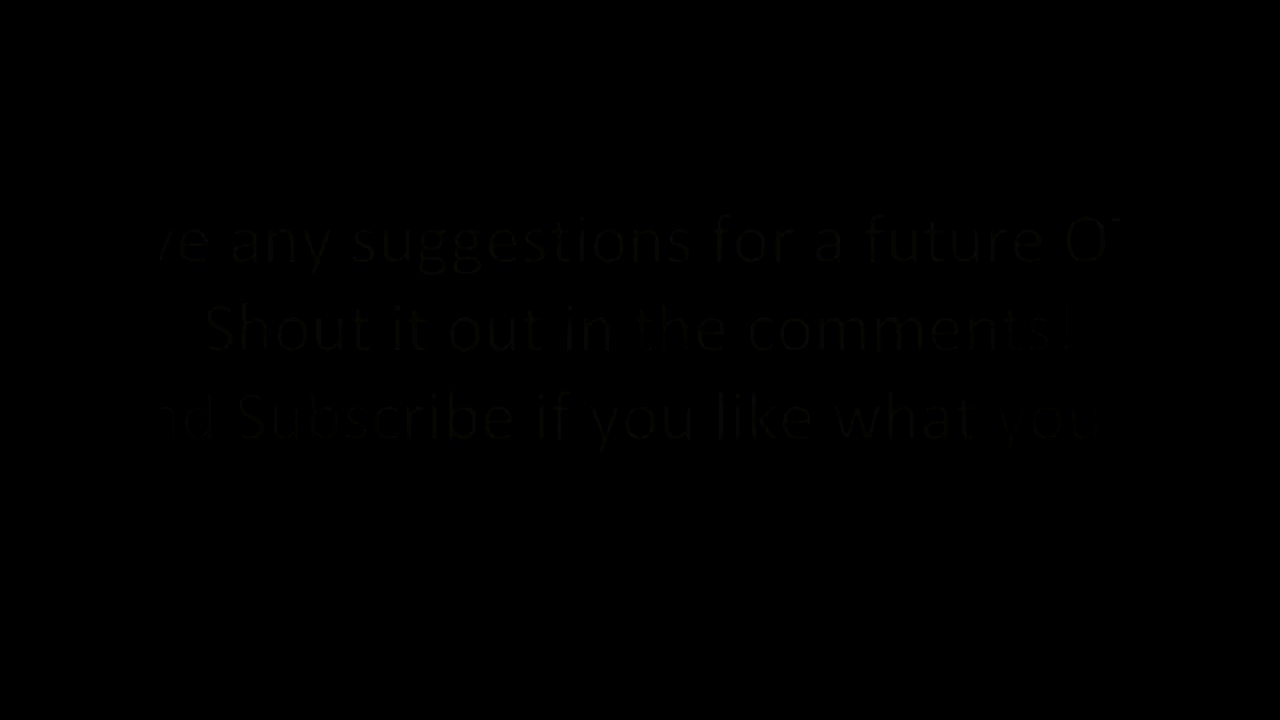 any suggestions for a future
Shout it out in the comments!
Subscribe if you like what you